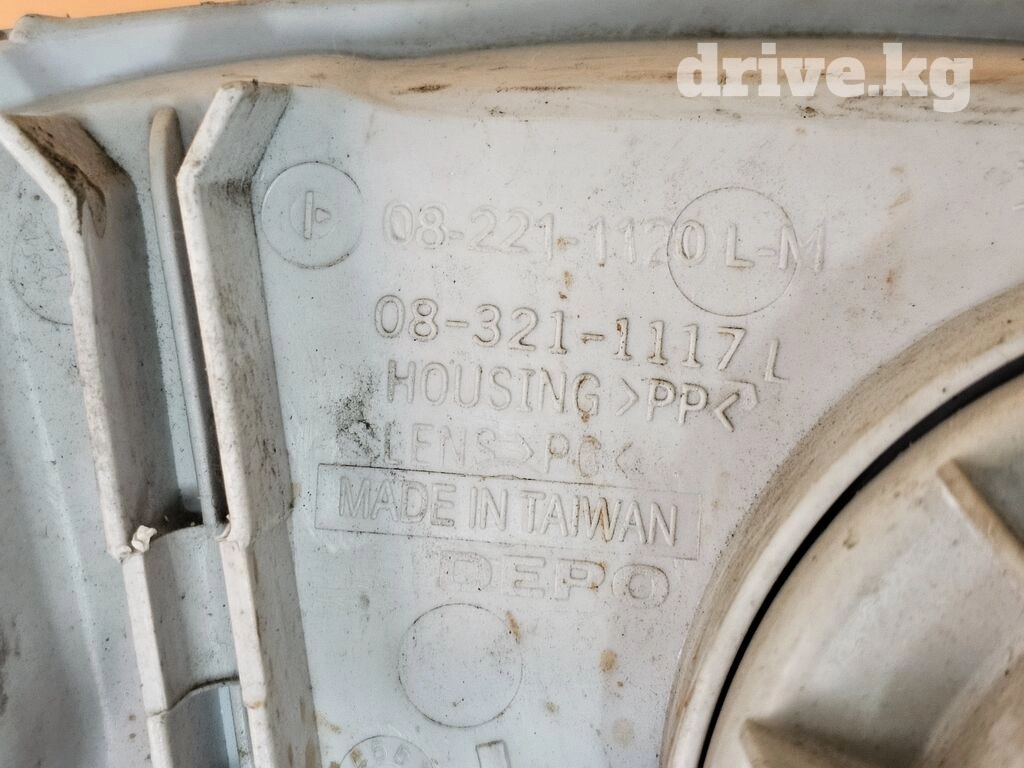 drive.kg
08-221-1120 L-M
08-321-1117 L
HOUSING >PP<
LENS >PC<
MADE IN TAIWAN
DEPO